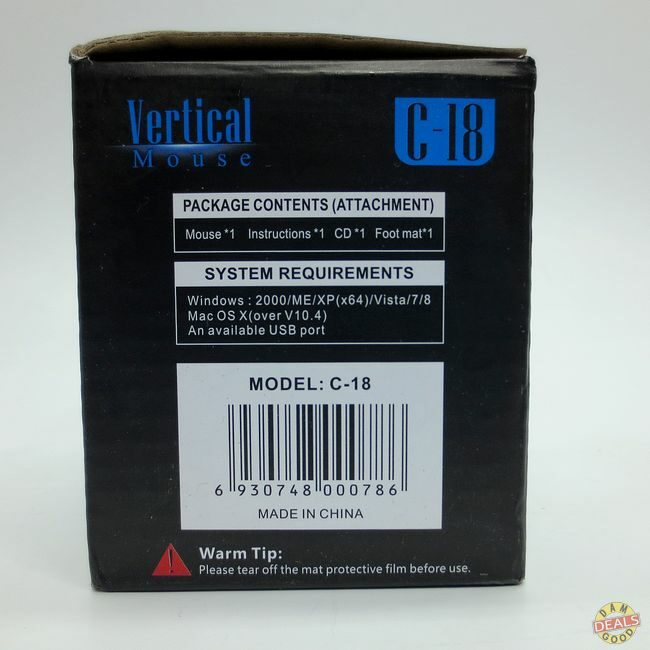 Vertical
Mouse
C-18
PACKAGE CONTENTS (ATTACHMENT)
Mouse *1 Instructions *1 CD *1 Foot mat*1
SYSTEM REQUIREMENTS
Windows : 2000/ME/XP(x64)/Vista/7/8
Mac OS X(over V10.4)
An available USB port
MODEL: C-18
6 930748 000786
MADE IN CHINA
Warm Tip:
Please tear off the mat protective film before use.
DAM
DEALS
GOOD